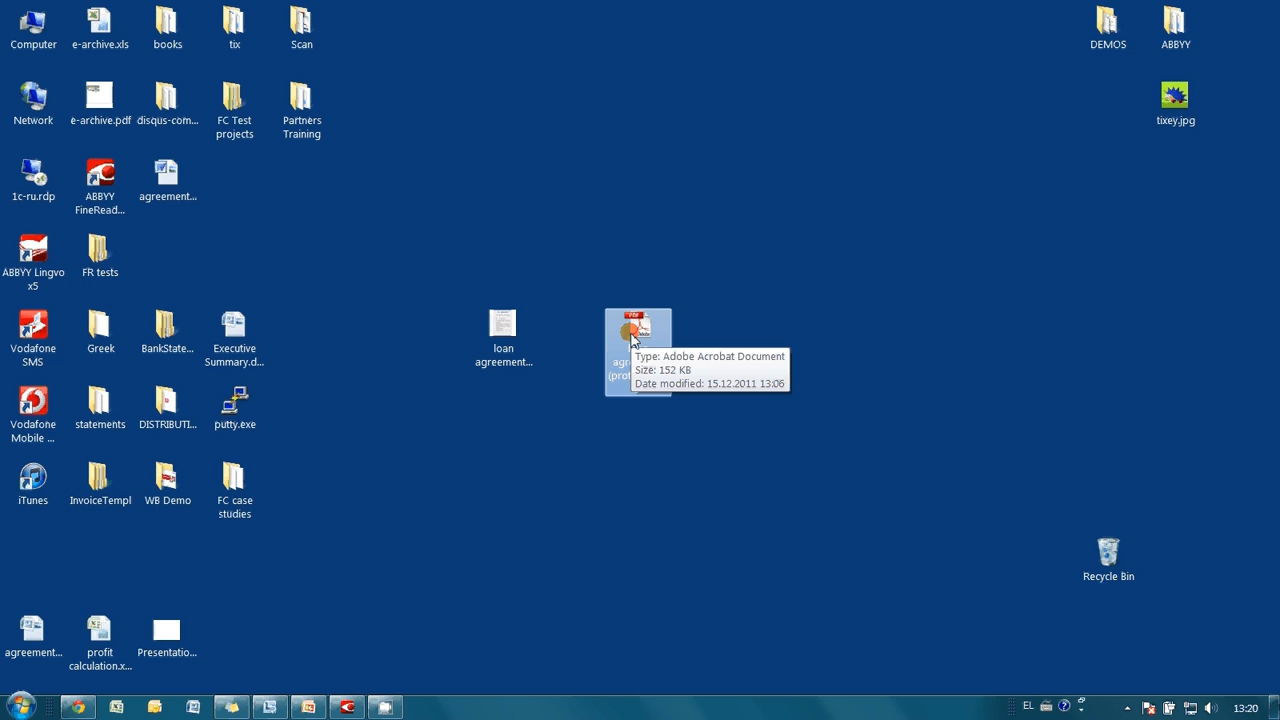 Computer
e-archive.xls
books
tix
Scan
DEMOS
ABBYY
Network
e-archive.pdf
disqus-com...
FC Test
projects
Partners
Training
tixey.jpg
1c-ru.rdp
ABBYY
FineRead...
agreement...
ABBYY Lingvo
x5
FR tests
Vodafone
SMS
Greek
BankState...
Executive
Summary.d...
loan
agreement...
PDF
Adobe
Type: Adobe Acrobat Document
Size: 152 KB
Date modified: 15.12.2011 13:06
Vodafone
Mobile ...
statements
DISTRIBUTI...
putty.exe
iTunes
InvoiceTempl
WB Demo
FC case
studies
Recycle Bin
agreement...
profit
calculation.x...
Presentatio...
EL
13:20